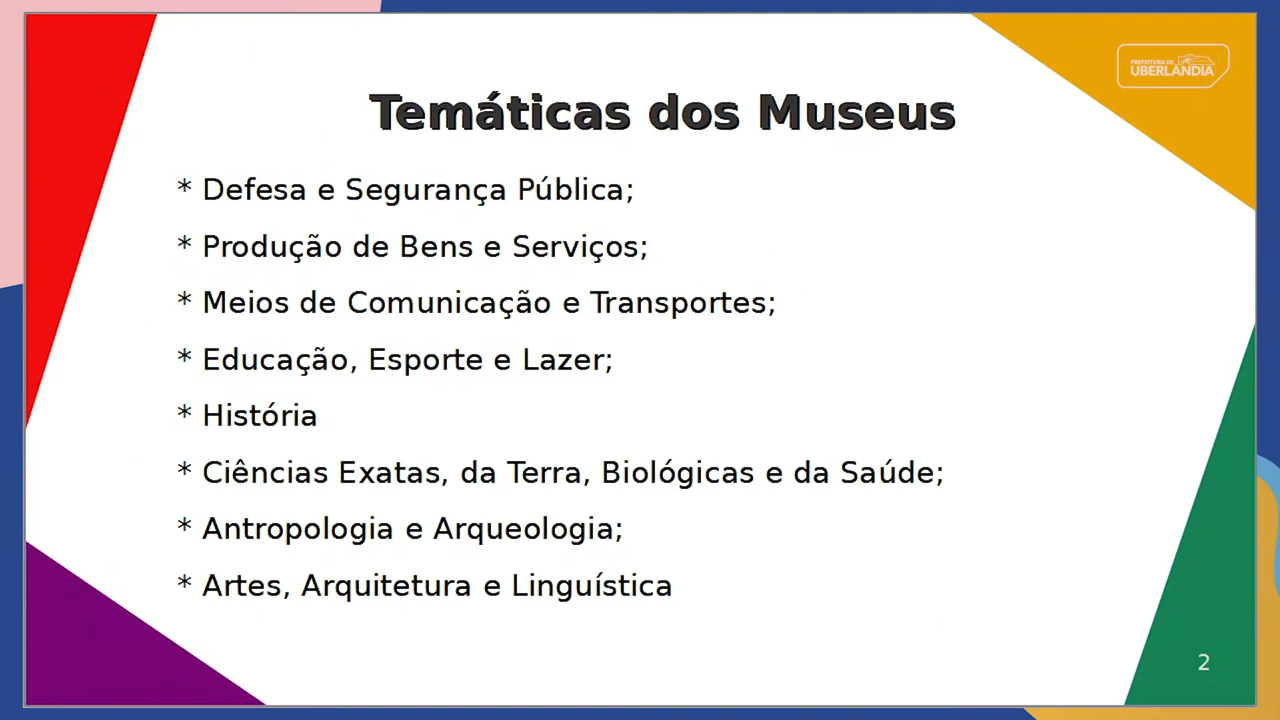 PREFEITURA DE
UBERLÂNDIA
Temáticas dos Museus
* Defesa e Segurança Pública;
* Produção de Bens e Serviços;
* Meios de Comunicação e Transportes;
* Educação, Esporte e Lazer;
* História
* Ciências Exatas, da Terra, Biológicas e da Saúde;
* Antropologia e Arqueologia;
* Artes, Arquitetura e Linguística
2